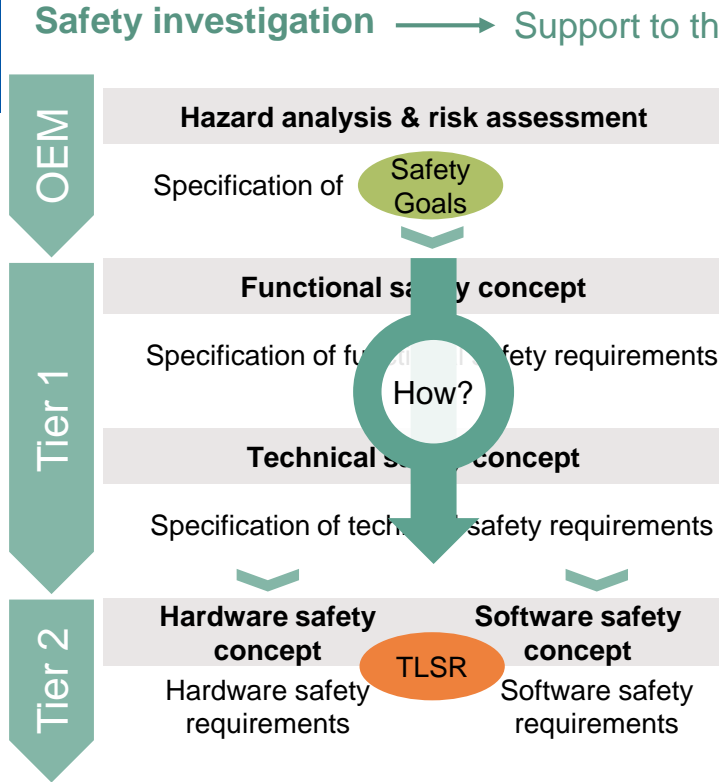 Safety investigation
Support to th
OEM
Hazard analysis & risk assessment
Specification of
Safety
Goals
Tier 1
Functional sa y concept
Specification of fu ti l safety requirements
How?
Technical s concept
Specification of tech safety requirements
Tier 2
Hardware safety
concept
Software safety
concept
TLSR
Hardware safety
requirements
Software safety
requirements